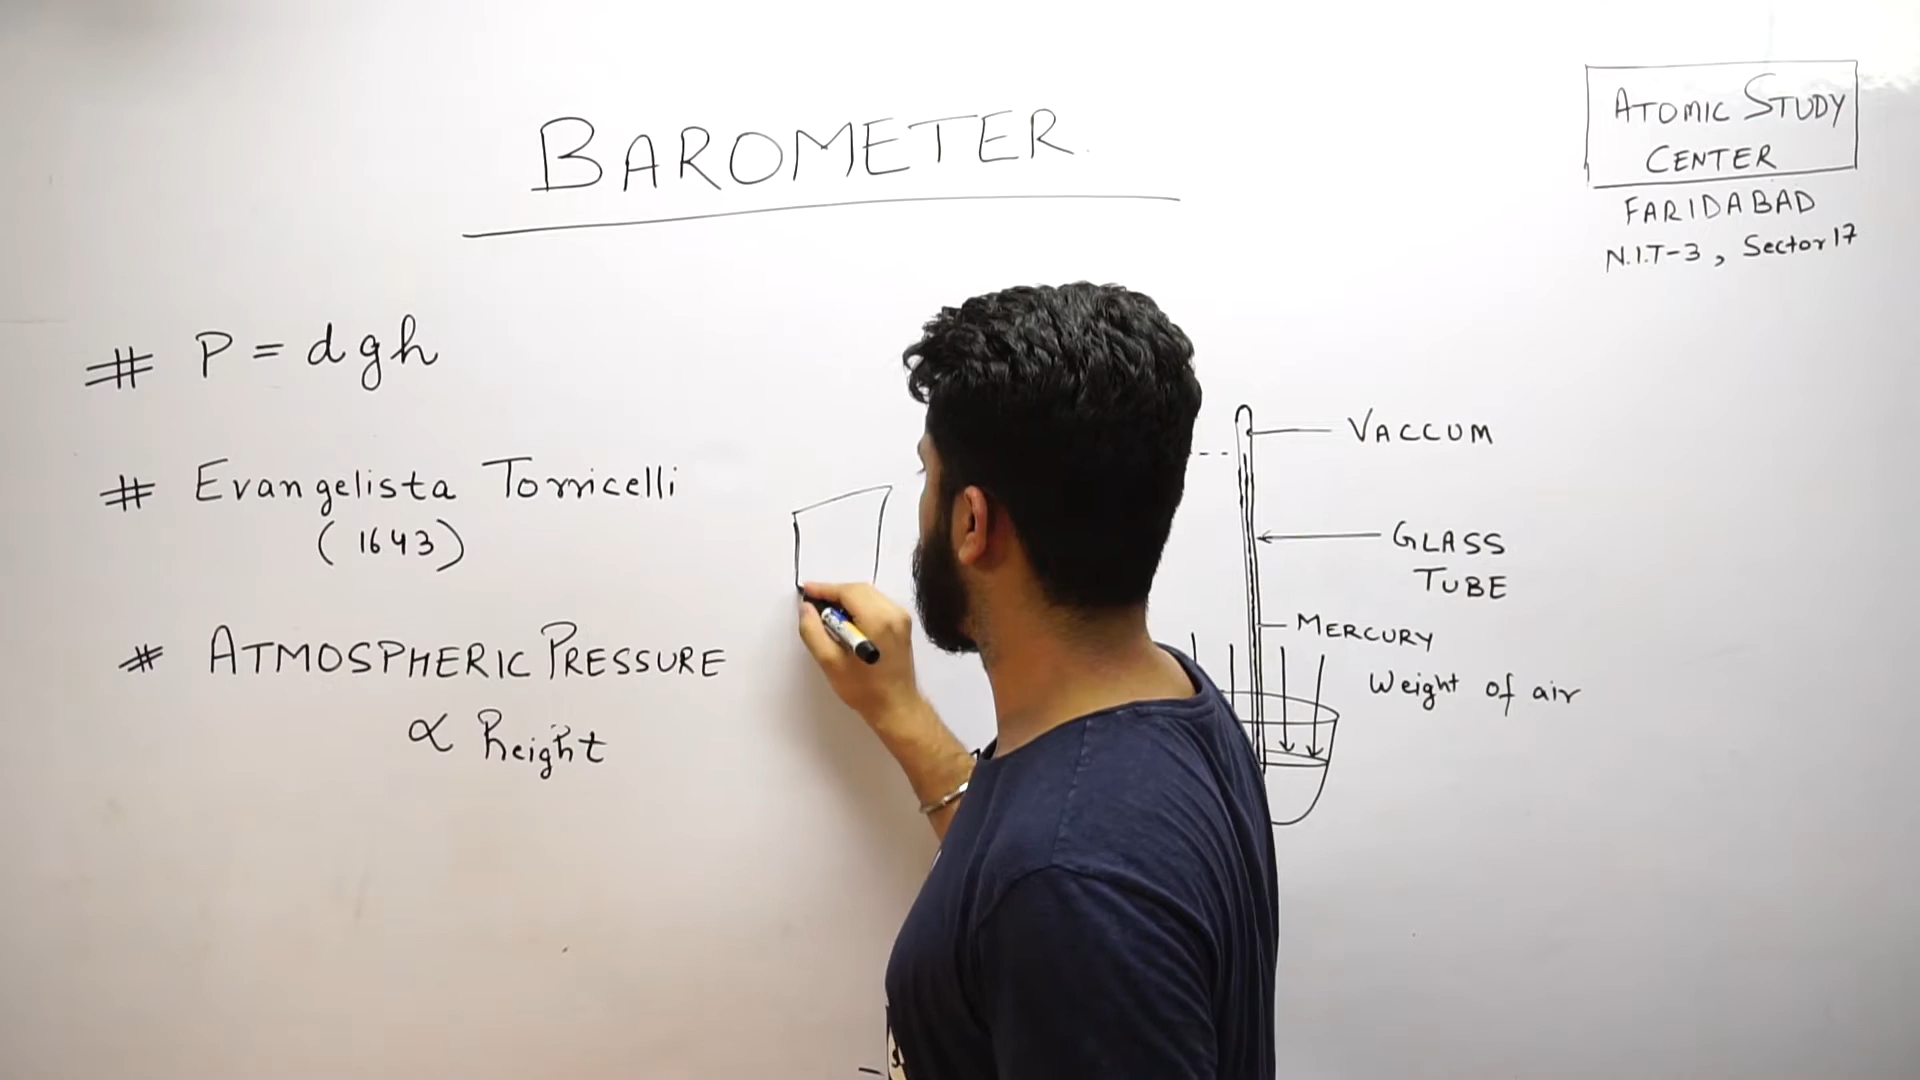 BAROMETER.
ATOMIC STUDY
CENTER
FARIDABAD
N.I.T-3, Sector 17
# P = dgh
# Evangelista Torricelli
(1643)
# ATMOSPHERIC PRESSURE
∝ height
VACCUM
GLASS
TUBE
MERCURY
Weight of air